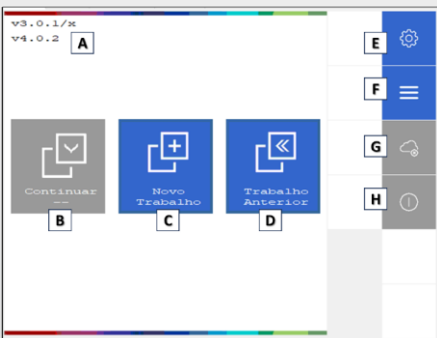 v3.0.1/x
v4.0.2
A
E
F
G
H
Continuar
--
Novo
Trabalho
Trabalho
Anterior
B
C
D